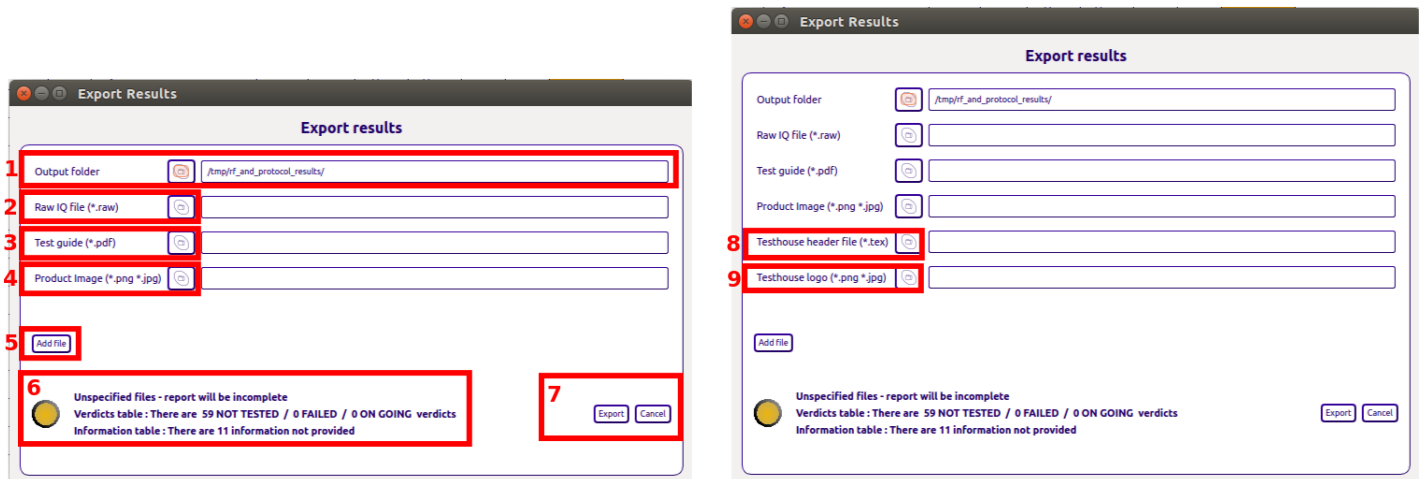 Export Results
Export results
1 Output folder /tmp/rf_and_protocol_results/
2 Raw IQ file (*.raw)
3 Test guide (*.pdf)
4 Product Image (*.png *.jpg)
5 Add file
6 Unspecified files - report will be incomplete
Verdicts table : There are 59 NOT TESTED / 0 FAILED / 0 ON GOING verdicts
Information table : There are 11 information not provided
7 Export Cancel
Export Results
Export results
Output folder /tmp/rf_and_protocol_results/
Raw IQ file (*.raw)
Test guide (*.pdf)
Product Image (*.png *.jpg)
8 Testhouse header file (*.tex)
9 Testhouse logo (*.png *.jpg)
Add file
Unspecified files - report will be incomplete
Verdicts table : There are 59 NOT TESTED / 0 FAILED / 0 ON GOING verdicts
Information table : There are 11 information not provided
Export Cancel